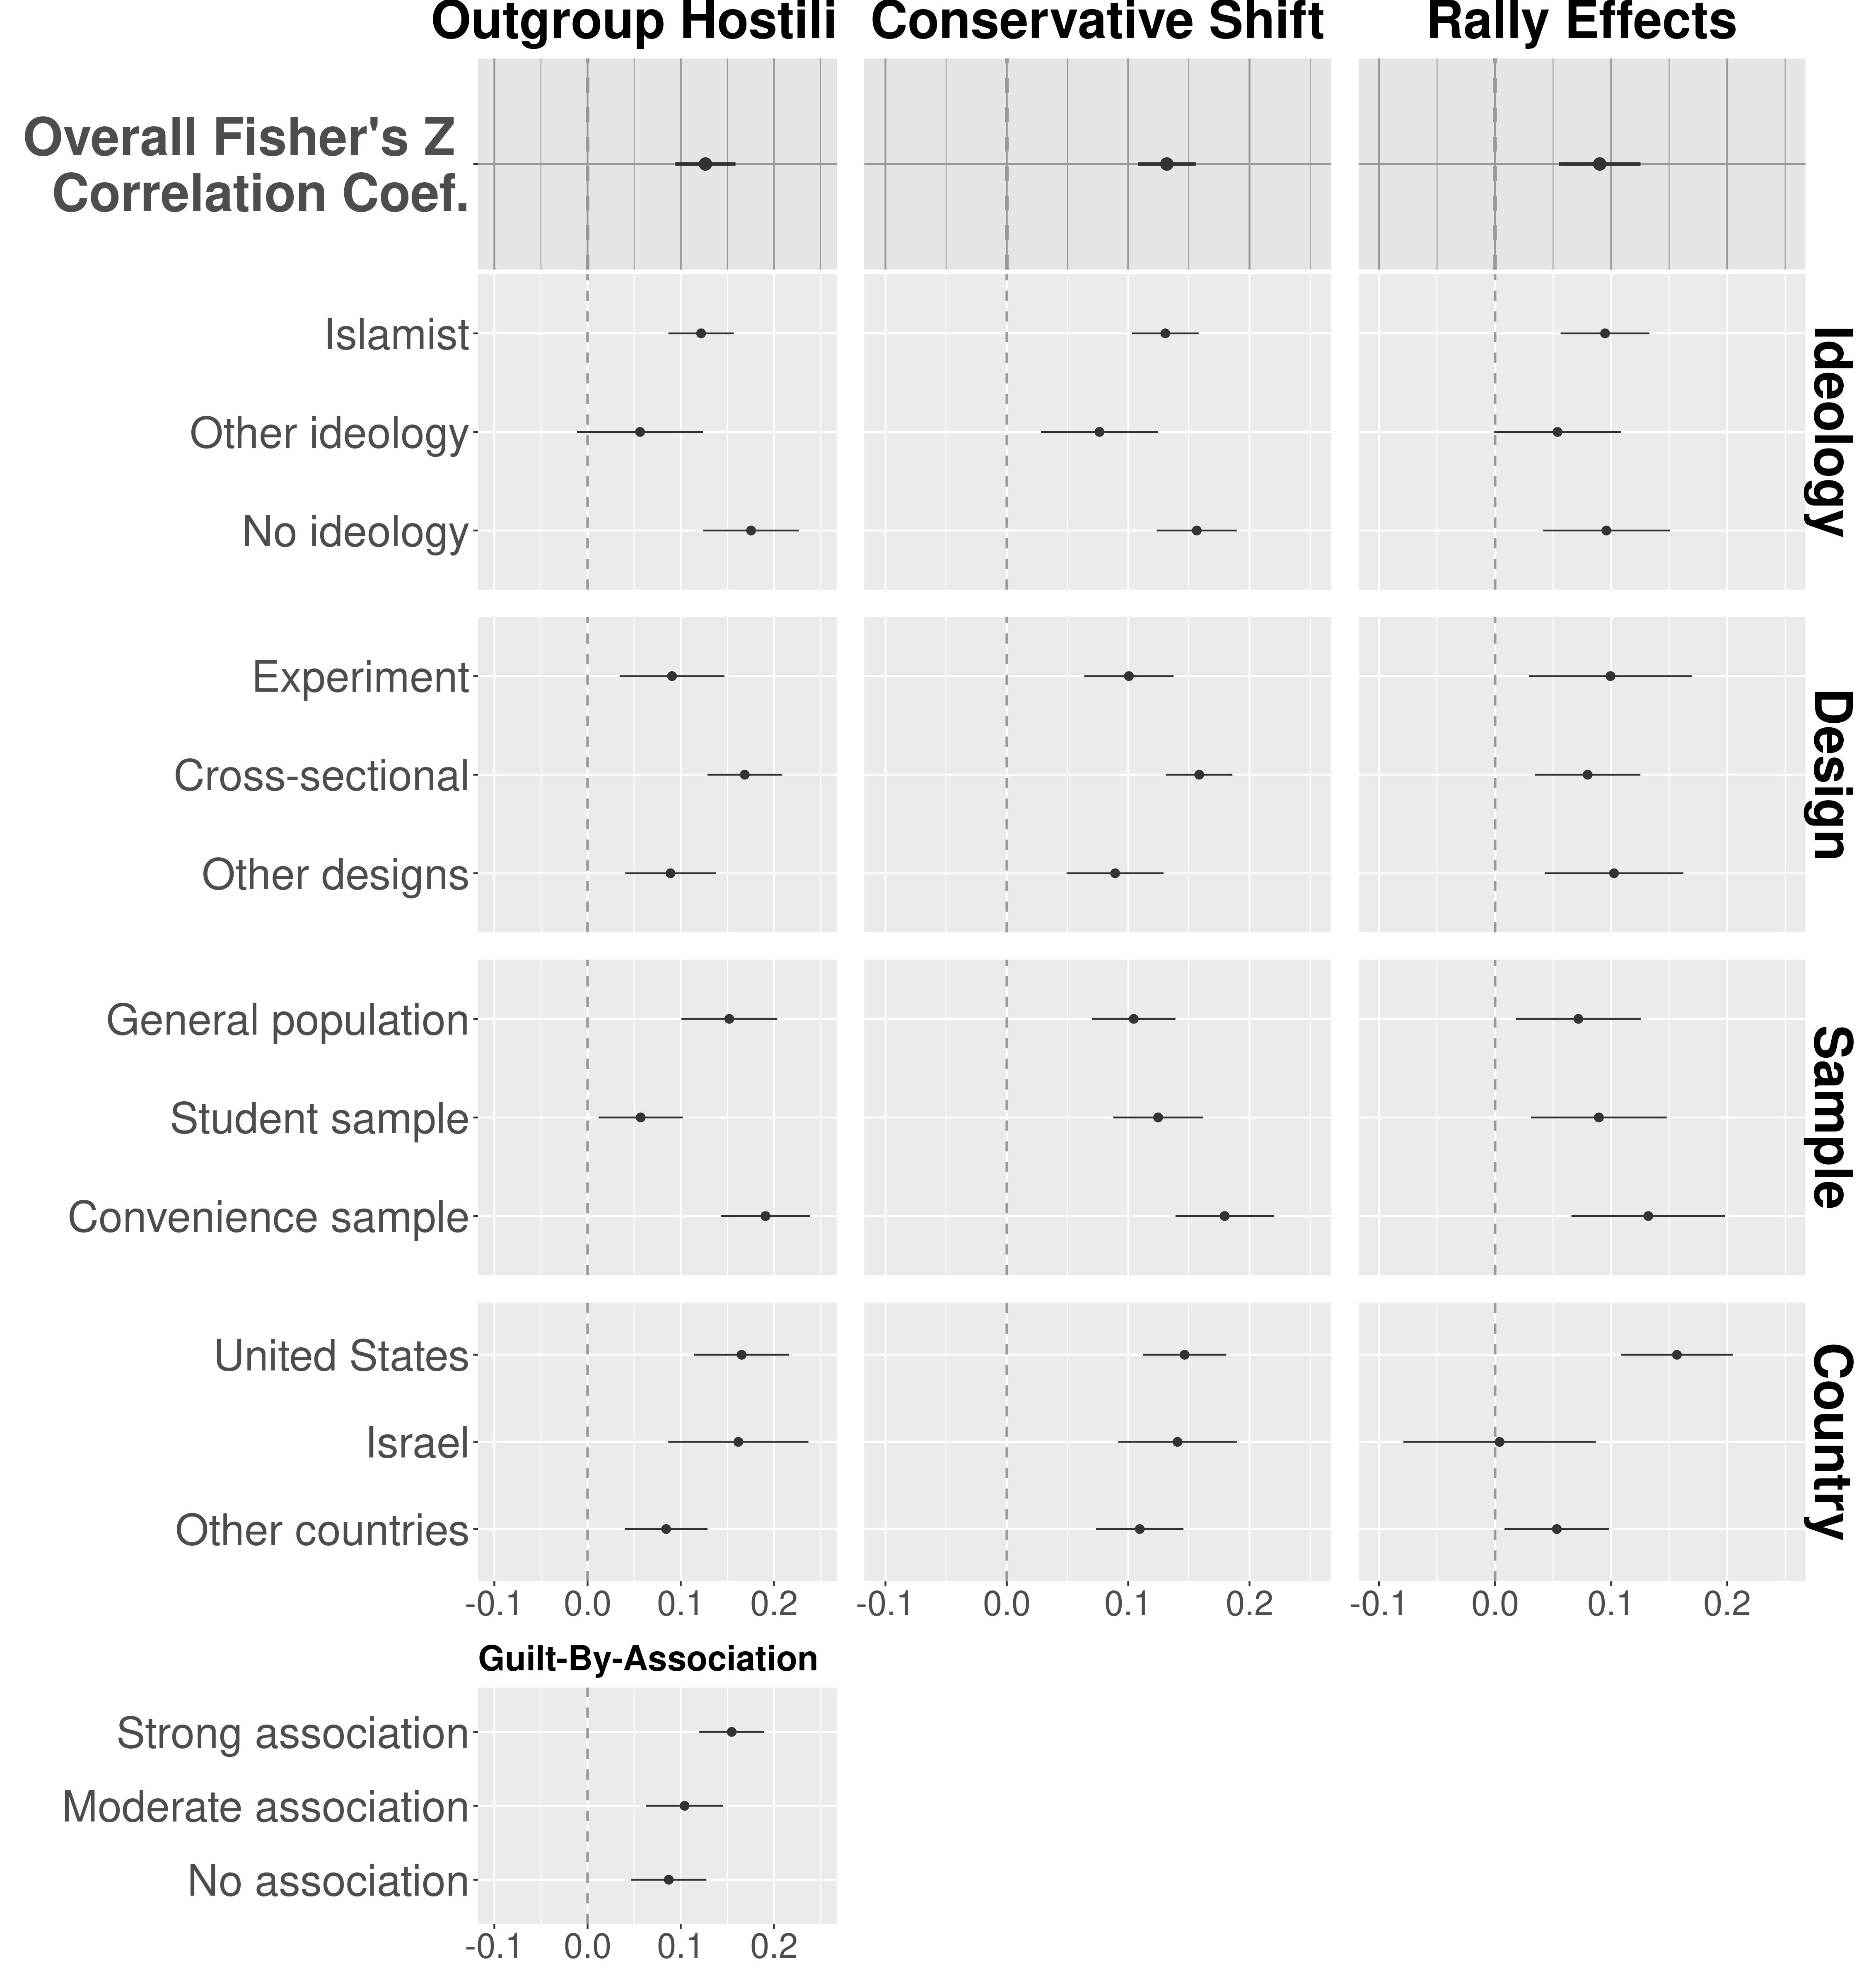 Outgroup Hostili
Conservative Shift
Rally Effects
Overall Fisher's Z
Correlation Coef.
Islamist
Other ideology
No ideology
Ideology
Experiment
Cross-sectional
Other designs
Design
General population
Student sample
Convenience sample
Sample
United States
Israel
Other countries
Country
-0.1 0.0 0.1 0.2
-0.1 0.0 0.1 0.2
-0.1 0.0 0.1 0.2
Guilt-By-Association
Strong association
Moderate association
No association
-0.1 0.0 0.1 0.2